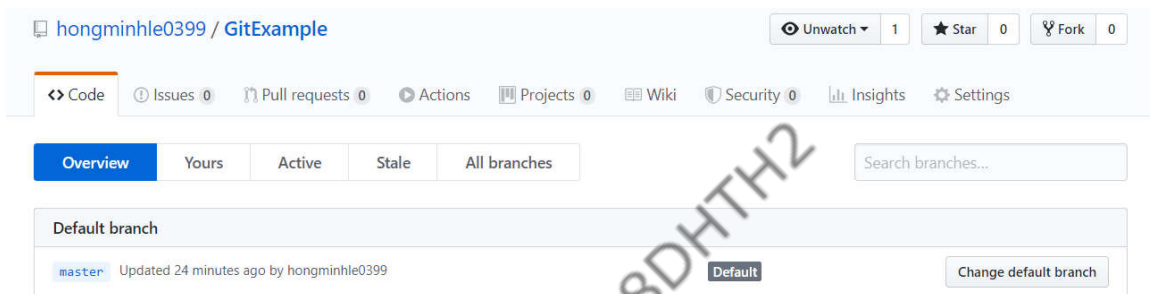 hongminhle0399 / GitExample Unwatch 1 Star 0 Fork 0
Code Issues 0 Pull requests 0 Actions Projects 0 Wiki Security 0 Insights Settings
Overview Yours Active Stale All branches Search branches...
Default branch
master Updated 24 minutes ago by hongminhle0399 Default Change default branch
8DHTH2